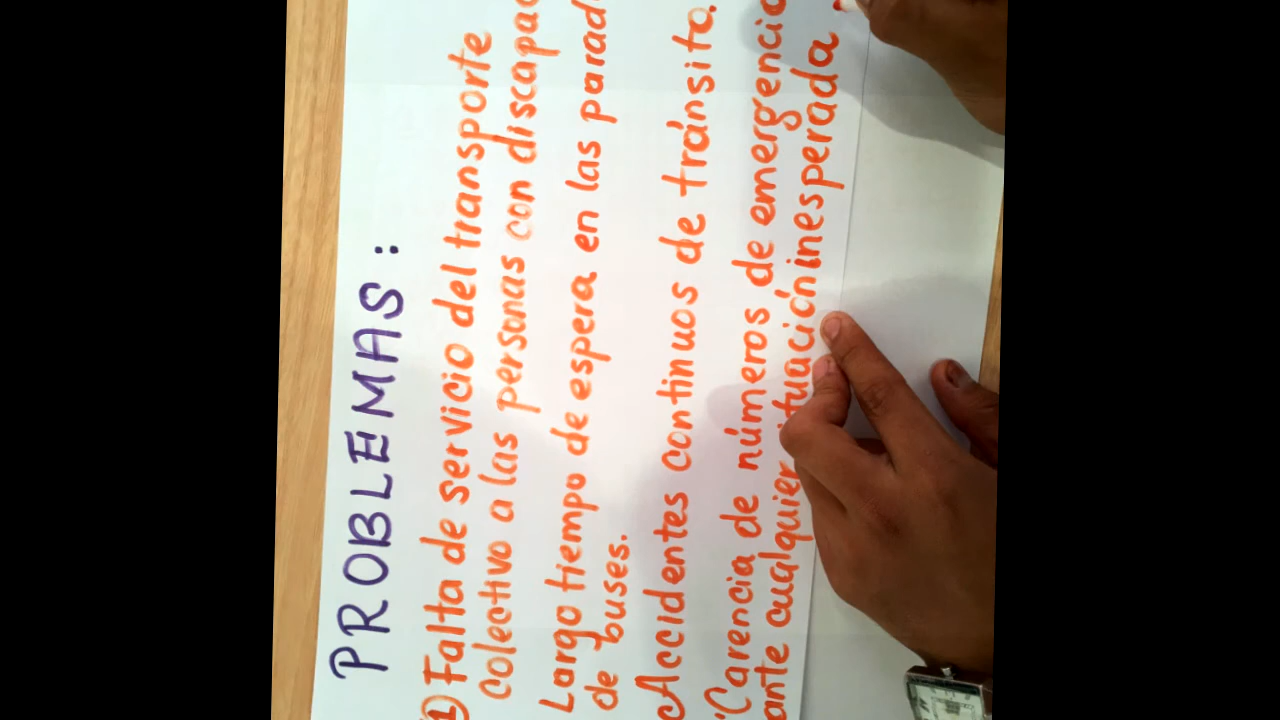 PROBLEMAS:
1) Falta de servicio del transporte
colectivo a las personas con discapac
Largo tiempo de espera en las parad
de buses.
Accidentes continuos de tránsito.
Carencia de números de emergencia
ante cualquier situación inesperada.